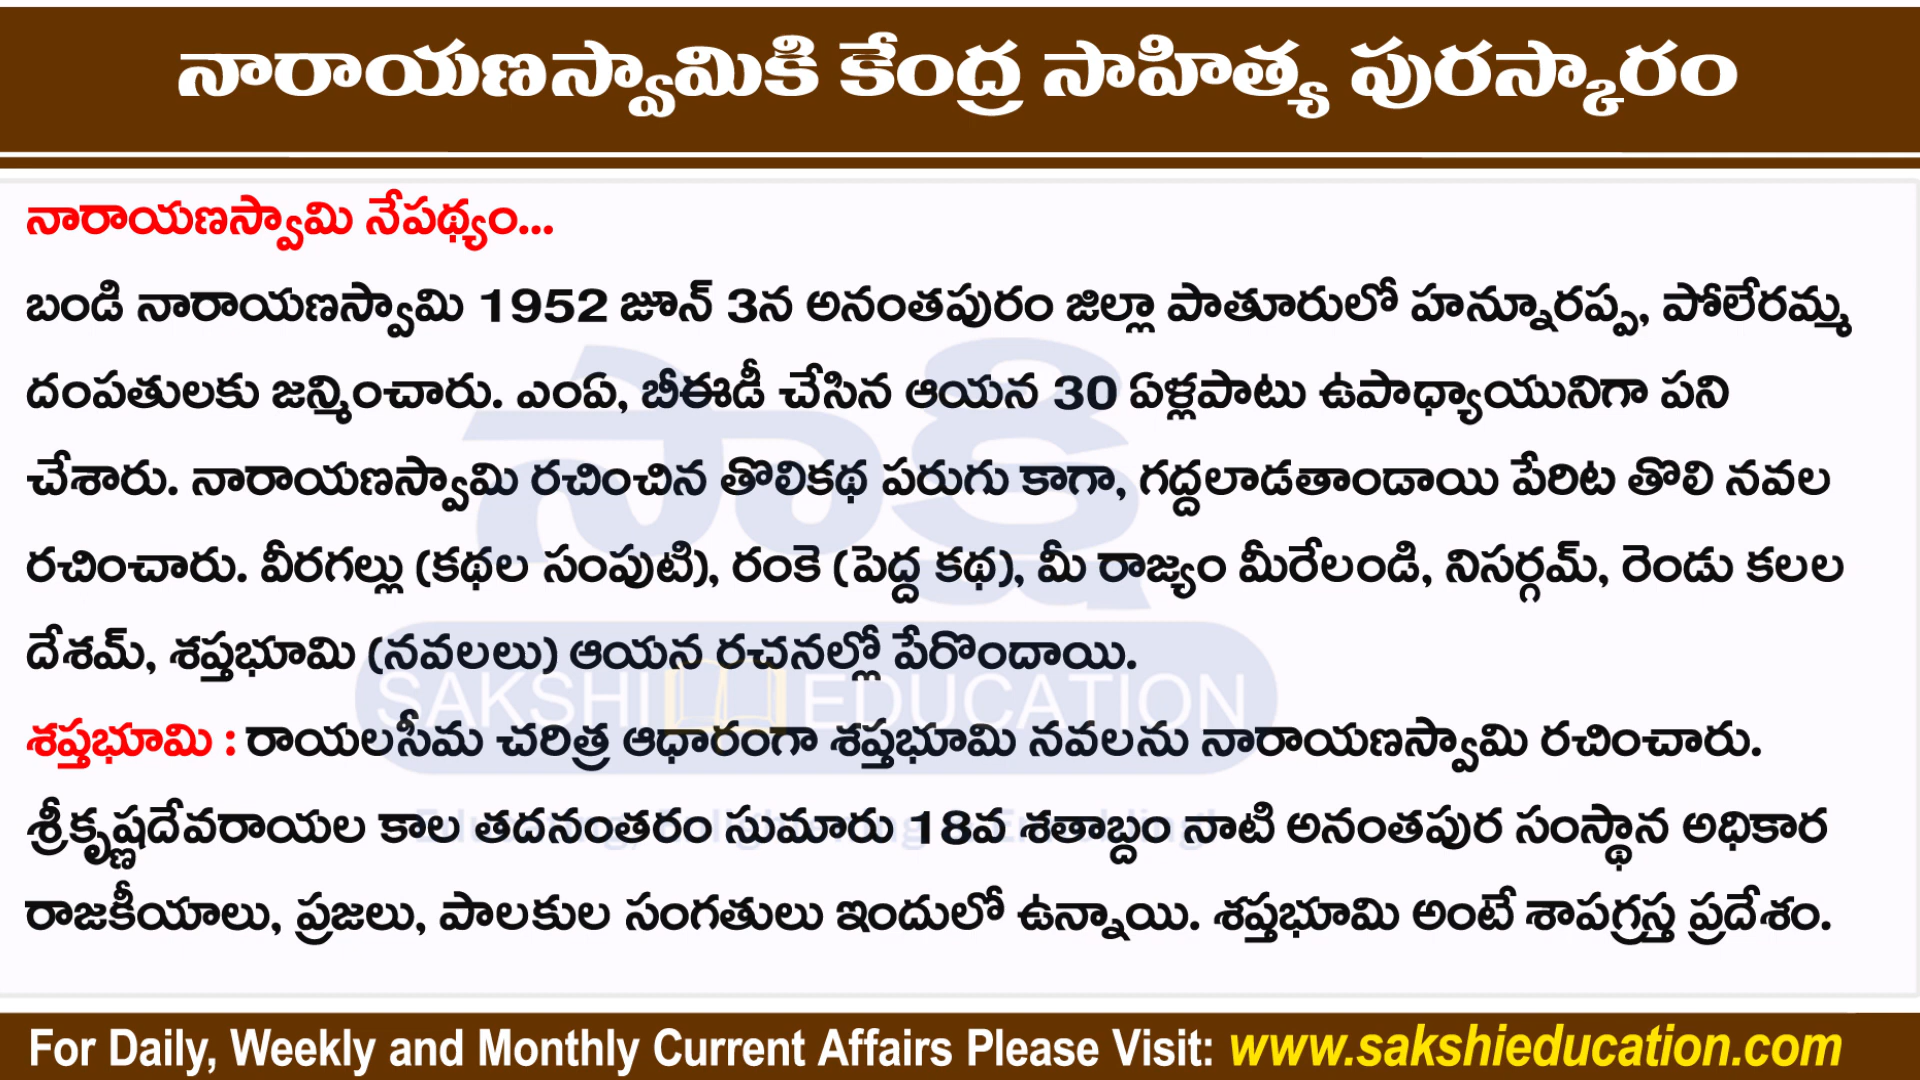 నారాయణస్వామికి కేంద్ర సాహిత్య పురస్కారం
నారాయణస్వామి నేపథ్యం...
బండి నారాయణస్వామి 1952 జూన్ 3న అనంతపురం జిల్లా పాతూరులో హన్నూరప్ప, పోలేరమ్మ
దంపతులకు జన్మించారు. ఎంఏ, బీఈడీ చేసిన ఆయన 30 ఏళ్లపాటు ఉపాధ్యాయునిగా పని
చేశారు. నారాయణస్వామి రచించిన తొలికథ పరుగు కాగా, గద్దలాడతాండాయి పేరిట తొలి నవల
రచించారు. వీరగల్లు (కథల సంపుటి), రంకె (పెద్ద కథ), మీ రాజ్యం మీరేలండి, నిసర్గమ్, రెండు కలల
దేశమ్, శప్తభూమి (నవలలు) ఆయన రచనల్లో పేరొందాయి.
శప్తభూమి : రాయలసీమ చరిత్ర ఆధారంగా శప్తభూమి నవలను నారాయణస్వామి రచించారు.
శ్రీకృష్ణదేవరాయల కాల తదనంతరం సుమారు 18వ శతాబ్దం నాటి అనంతపుర సంస్థాన అధికార
రాజకీయాలు, ప్రజలు, పాలకుల సంగతులు ఇందులో ఉన్నాయి. శప్తభూమి అంటే శాపగ్రస్త ప్రదేశం.
సాక్షి
SAKSHI EDUCATION
For Daily, Weekly and Monthly Current Affairs Please Visit: www.sakshieducation.com